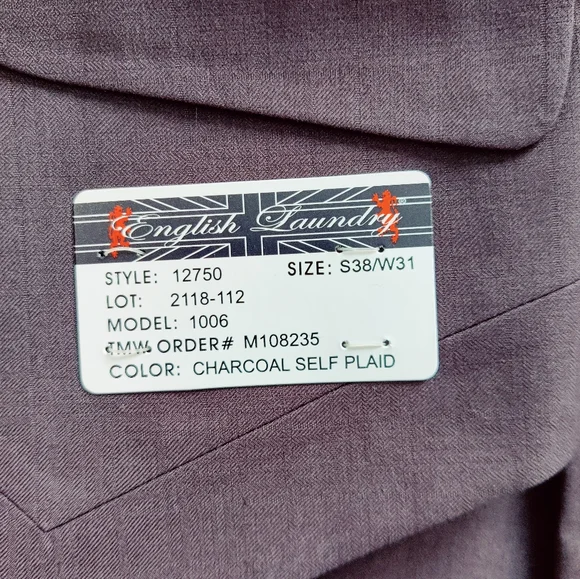 English Laundry
STYLE: 12750 SIZE: S38/W31
LOT: 2118-112
MODEL: 1006
TMW ORDER# M108235
COLOR: CHARCOAL SELF PLAID